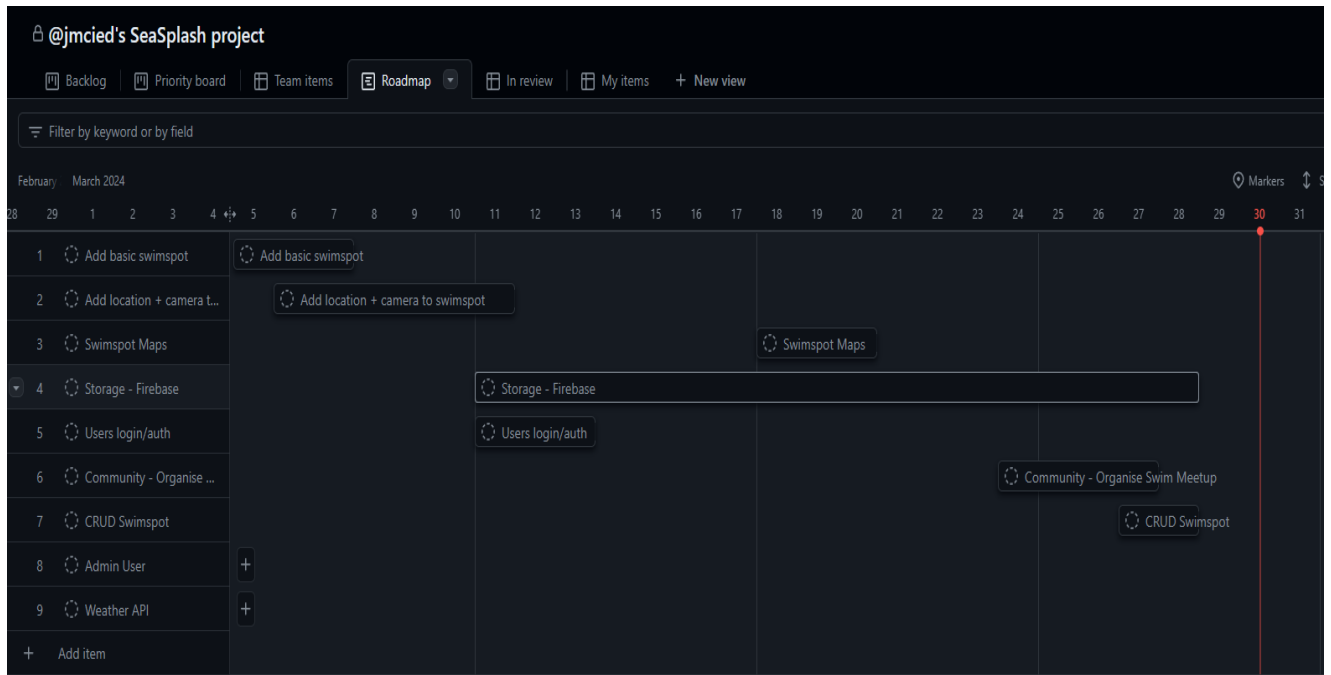 @jmcied's SeaSplash project
Backlog Priority board Team items Roadmap In review My items + New view
Filter by keyword or by field
February March 2024 Markers S
28 29 1 2 3 4 5 6 7 8 9 10 11 12 13 14 15 16 17 18 19 20 21 22 23 24 25 26 27 28 29 30 31
1 Add basic swimspot Add basic swimspot
2 Add location + camera t... Add location + camera to swimspot
3 Swimspot Maps Swimspot Maps
4 Storage - Firebase Storage - Firebase
5 Users login/auth Users login/auth
6 Community - Organise ... Community - Organise Swim Meetup
7 CRUD Swimspot CRUD Swimspot
8 Admin User +
9 Weather API +
+ Add item